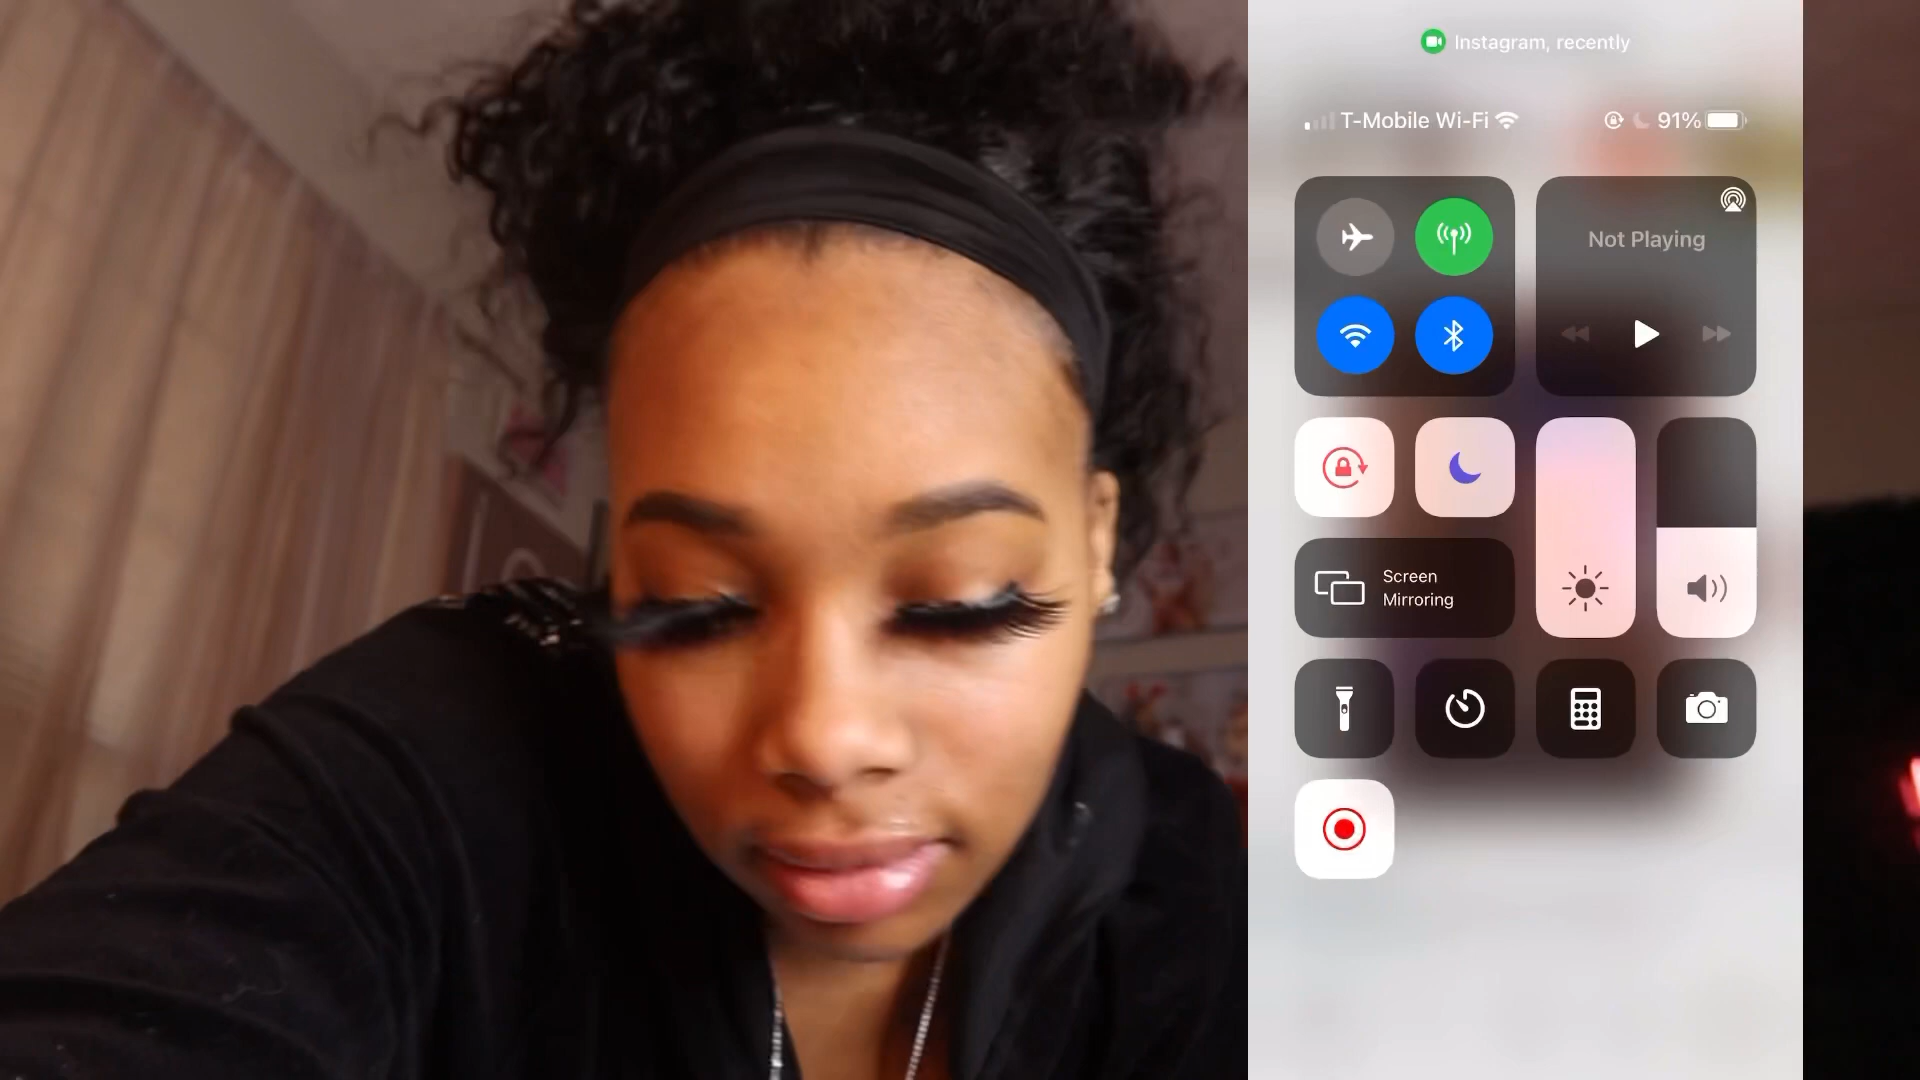 Instagram, recently
T-Mobile Wi-Fi 91%
Not Playing
Screen
Mirroring